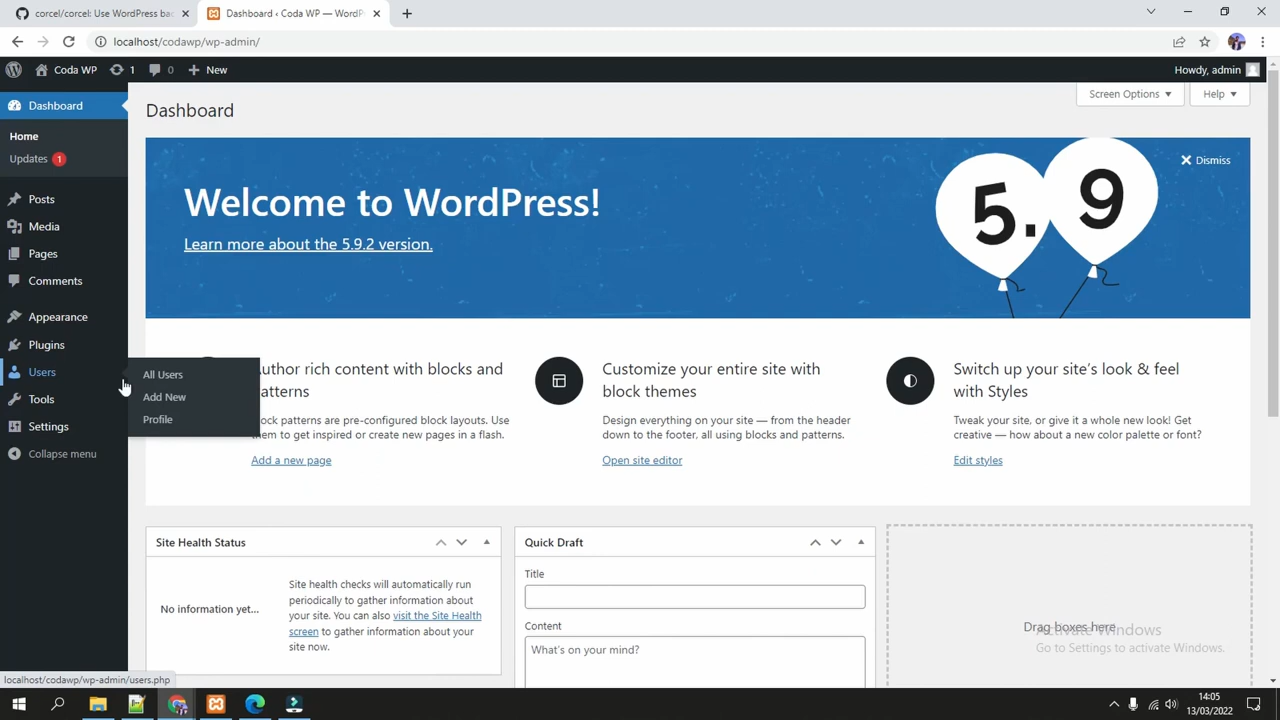 corcel/corcel: Use WordPress bac
Dashboard ‹ Coda WP — WordPr
localhost/codawp/wp-admin/
Coda WP
1
0
New
Howdy, admin
Dashboard
Home
Updates 1
Posts
Media
Pages
Comments
Appearance
Plugins
Users
Tools
Settings
Collapse menu
All Users
Add New
Profile
Dashboard
Screen Options
Help
Welcome to WordPress!
Learn more about the 5.9.2 version.
5.9
Dismiss
uthor rich content with blocks and
atterns
ock patterns are pre-configured block layouts. Use
em to get inspired or create new pages in a flash.
Add a new page
Customize your entire site with
block themes
Design everything on your site — from the header
down to the footer, all using blocks and patterns.
Open site editor
Switch up your site's look & feel
with Styles
Tweak your site, or give it a whole new look! Get
creative — how about a new color palette or font?
Edit styles
Site Health Status
No information yet...
Site health checks will automatically run
periodically to gather information about
your site. You can also visit the Site Health
screen to gather information about your
site now.
Quick Draft
Title
Content
What's on your mind?
Drag boxes here
Activate Windows
Go to Settings to activate Windows.
localhost/codawp/wp-admin/users.php
14:05
13/03/2022